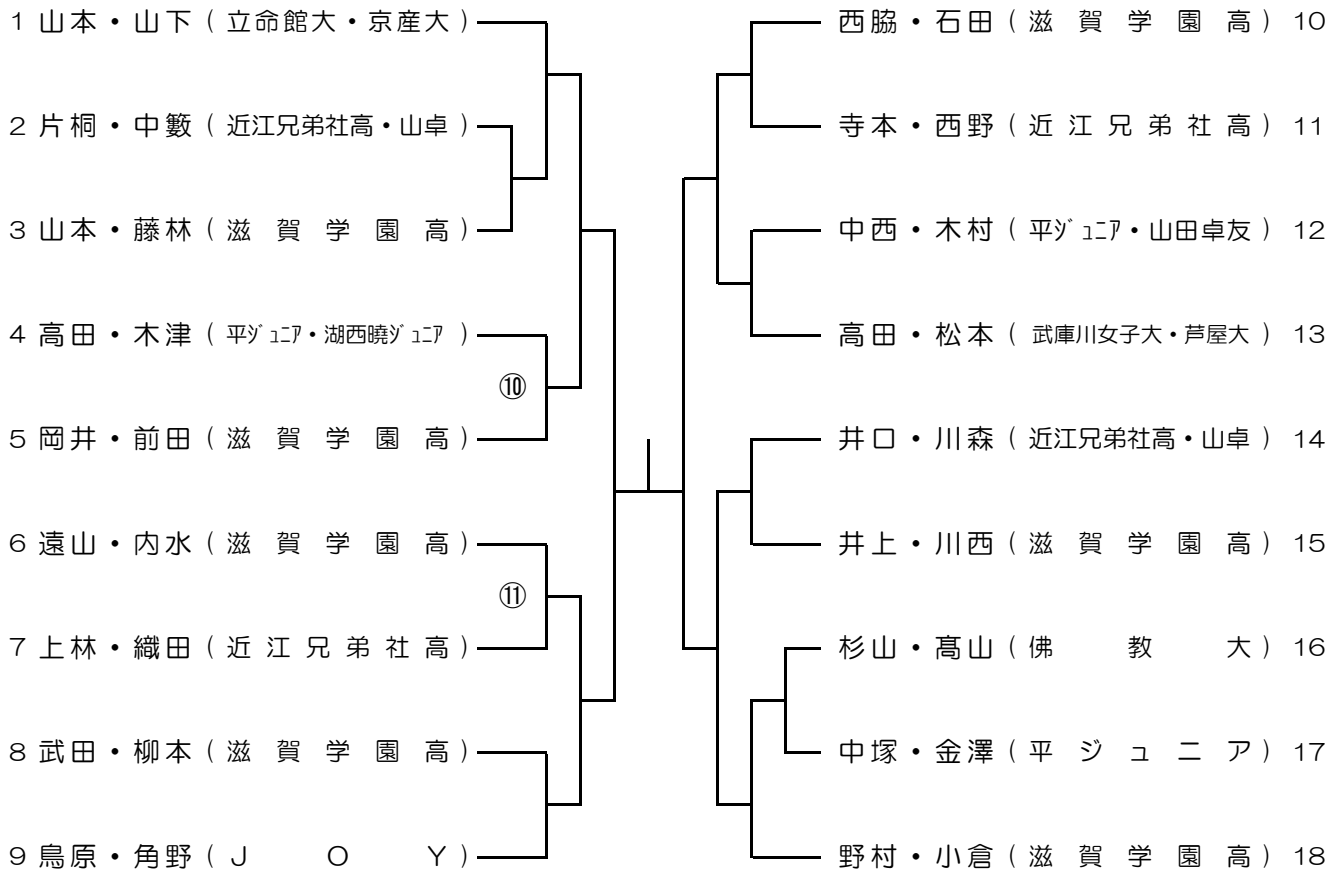 1 山本・山下（立命館大・京産大）
2 片桐・中籔（近江兄弟社高・山卓）
3 山本・藤林（滋賀学園高）
4 高田・木津（平ｼﾞｭﾆｱ・湖西曉ｼﾞｭﾆｱ）
⑩
5 岡井・前田（滋賀学園高）
6 遠山・内水（滋賀学園高）
⑪
7 上林・織田（近江兄弟社高）
8 武田・柳本（滋賀学園高）
9 鳥原・角野（ＪＯＹ）
西脇・石田（滋賀学園高）10
寺本・西野（近江兄弟社高）11
中西・木村（平ｼﾞｭﾆｱ・山田卓友）12
高田・松本（武庫川女子大・芦屋大）13
井口・川森（近江兄弟社高・山卓）14
井上・川西（滋賀学園高）15
杉山・髙山（佛教大）16
中塚・金澤（平ジュニア）17
野村・小倉（滋賀学園高）18